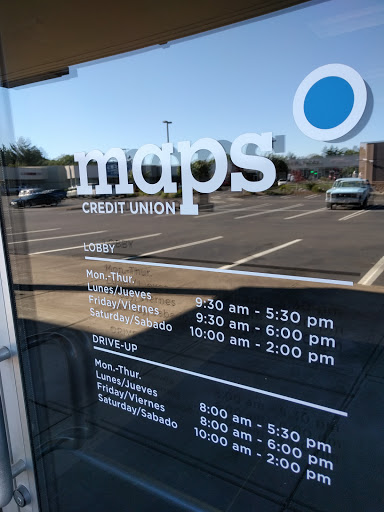 maps
CREDIT UNION
LOBBY
Mon.-Thur.
Lunes/Jueves 9:30 am - 5:30 pm
Friday/Viernes 9:30 am - 6:00 pm
Saturday/Sabado 10:00 am - 2:00 pm
DRIVE-UP
Mon.-Thur.
Lunes/Jueves 8:00 am - 5:30 pm
Friday/Viernes 8:00 am - 6:00 pm
Saturday/Sabado 10:00 am - 2:00 pm